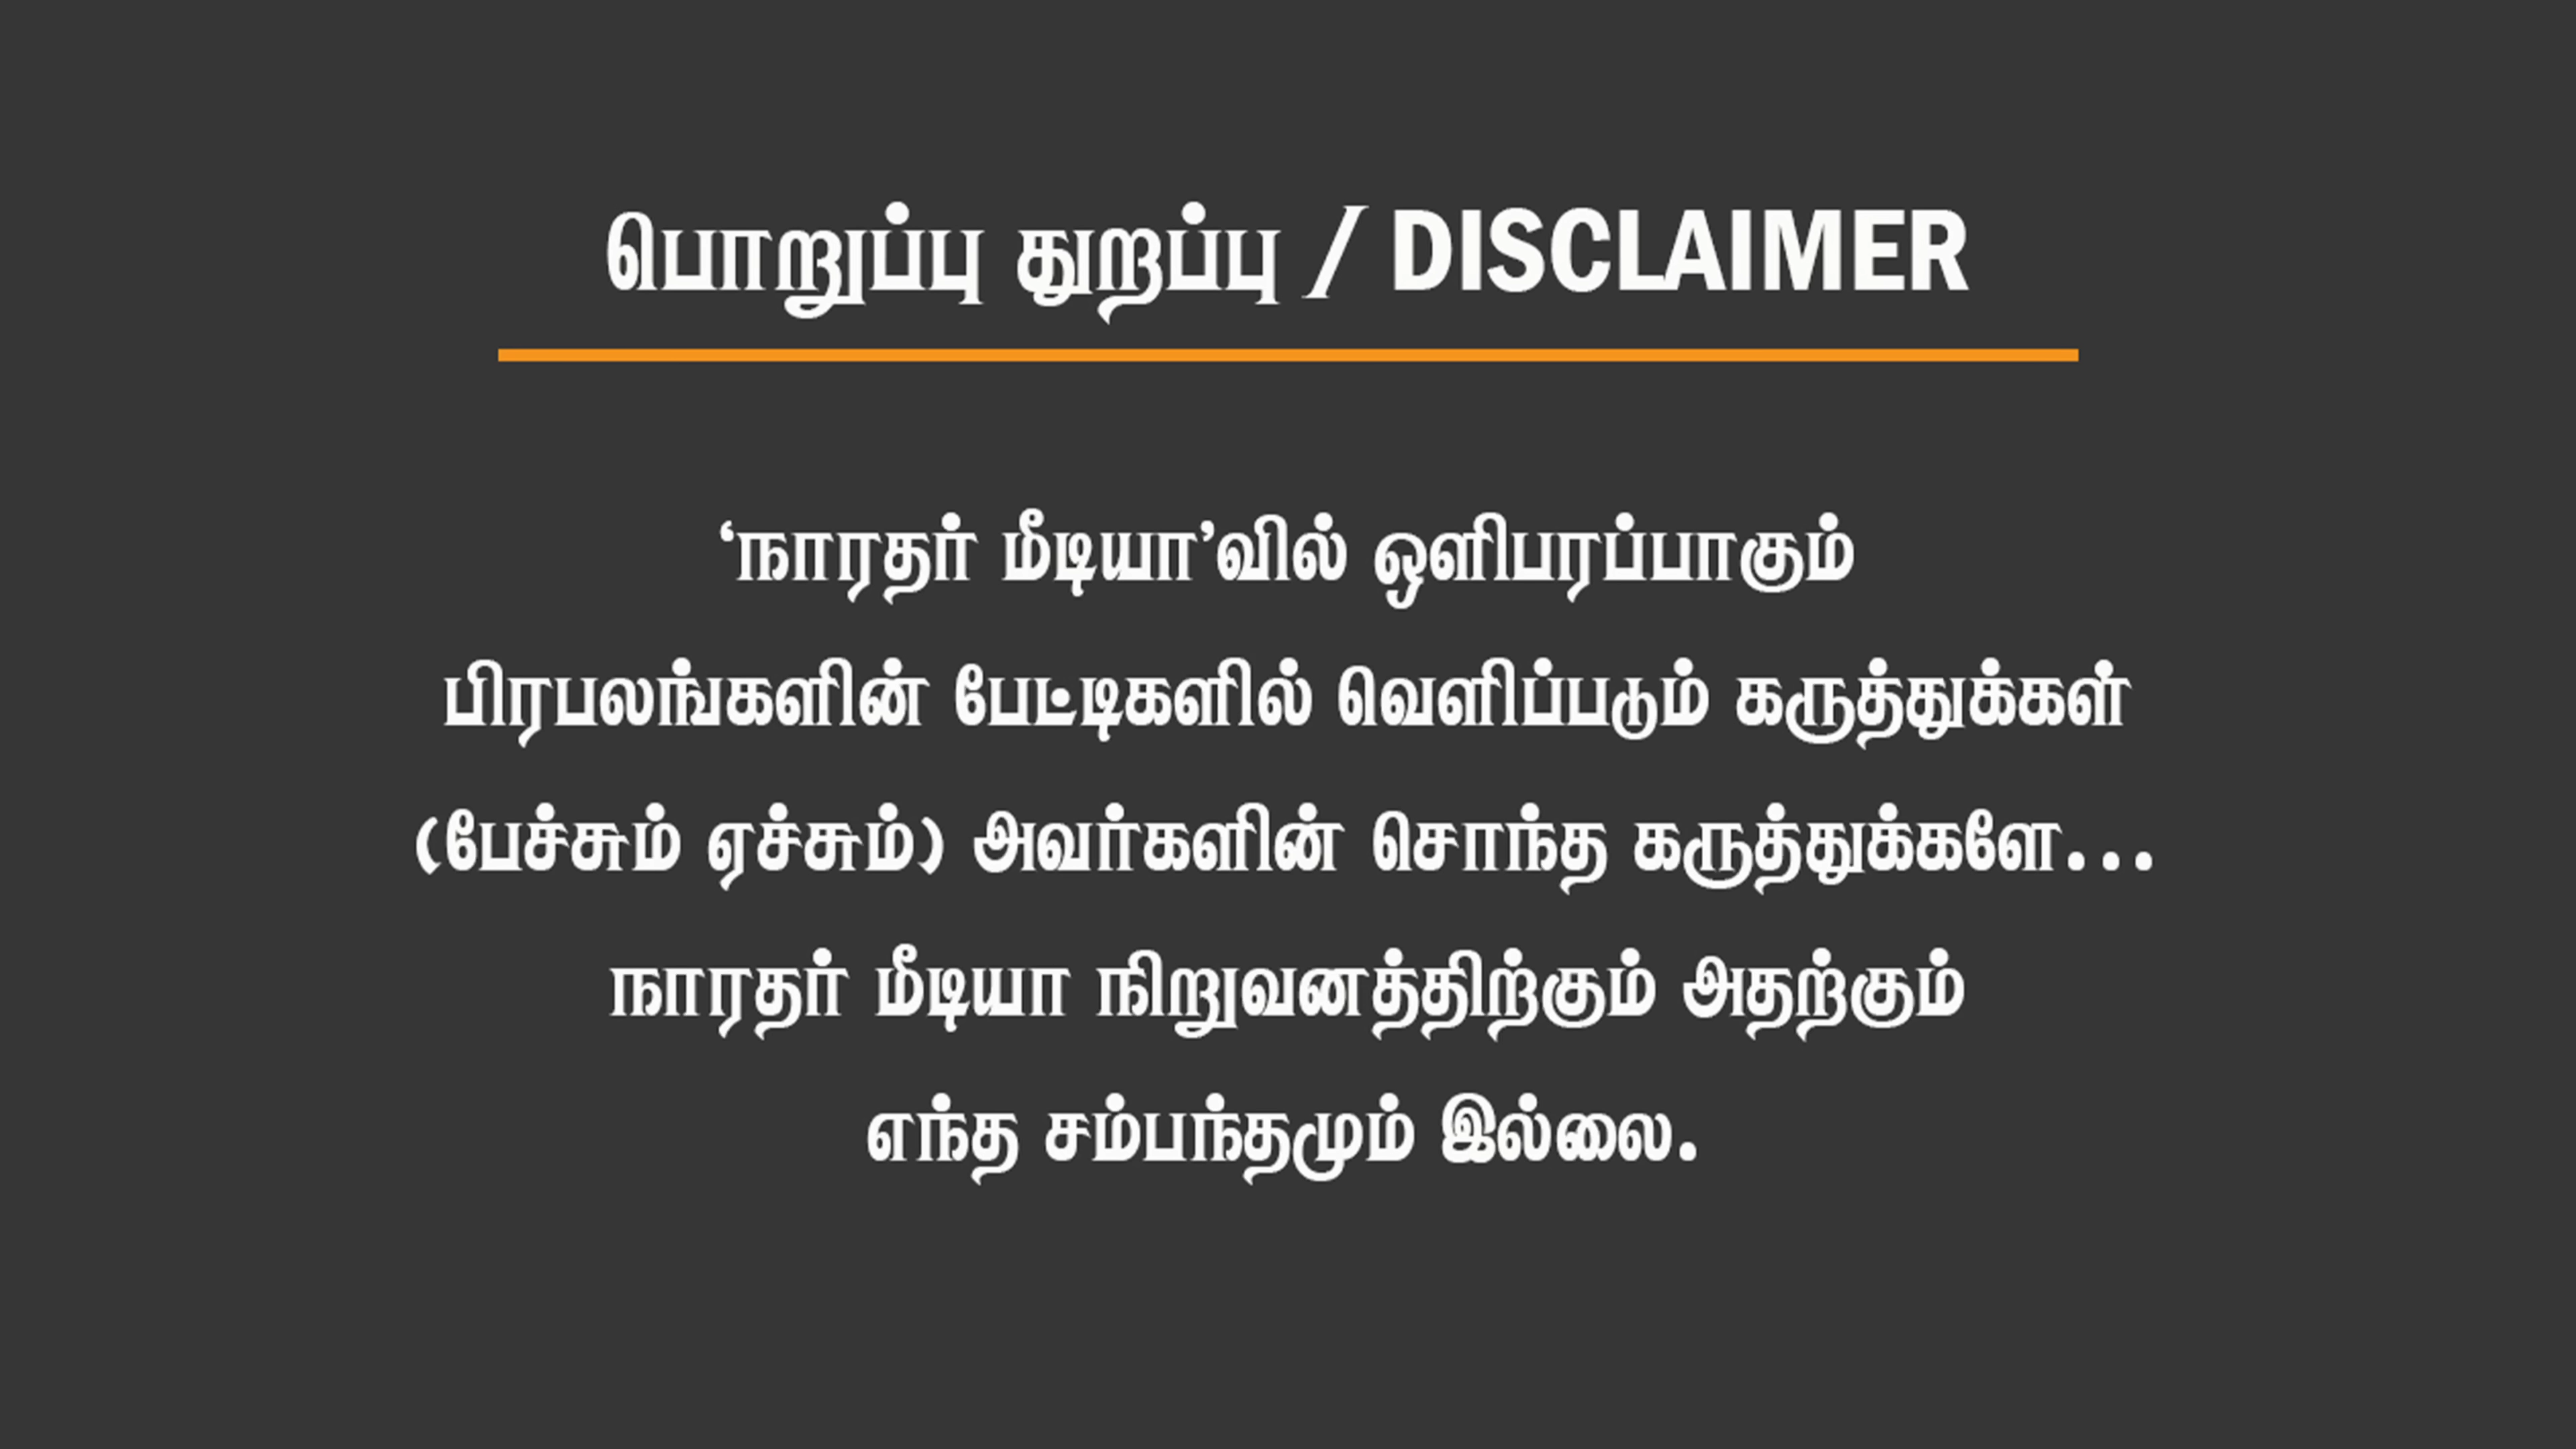 பொறுப்பு துறப்பு / DISCLAIMER
‘நாரதர் மீடியா’வில் ஒளிபரப்பாகும்
பிரபலங்களின் பேட்டிகளில் வெளிப்படும் கருத்துக்கள்
(பேச்சும் ஏச்சும்) அவர்களின் சொந்த கருத்துக்களே...
நாரதர் மீடியா நிறுவனத்திற்கும் அதற்கும்
எந்த சம்பந்தமும் இல்லை.